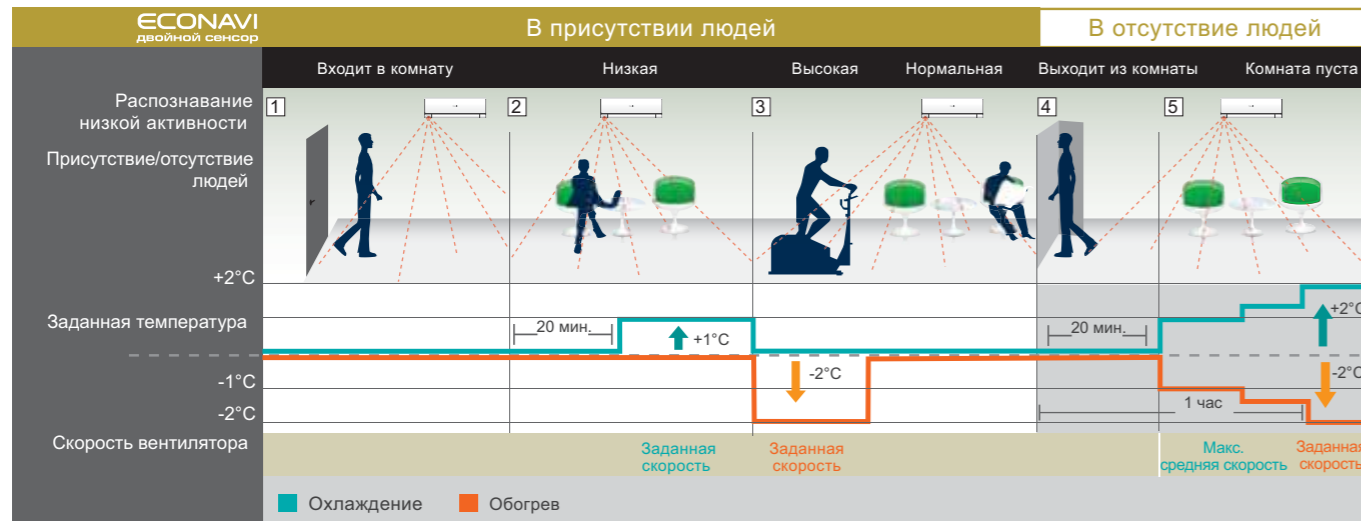 ECONAVI
двойной сенсор
В присутствии людей
В отсутствие людей
Входит в комнату
Низкая
Высокая
Нормальная
Выходит из комнаты
Комната пуста
Распознавание
низкой активности
Присутствие/отсутствие
людей
1
2
3
4
5
+2°C
Заданная температура
-1°C
-2°C
20 мин.
+1°C
-2°C
20 мин.
+2°C
-2°C
1 час
Скорость вентилятора
Заданная
скорость
Заданная
скорость
Макс.
средняя скорость
Заданная
скорость
Охлаждение
Обогрев